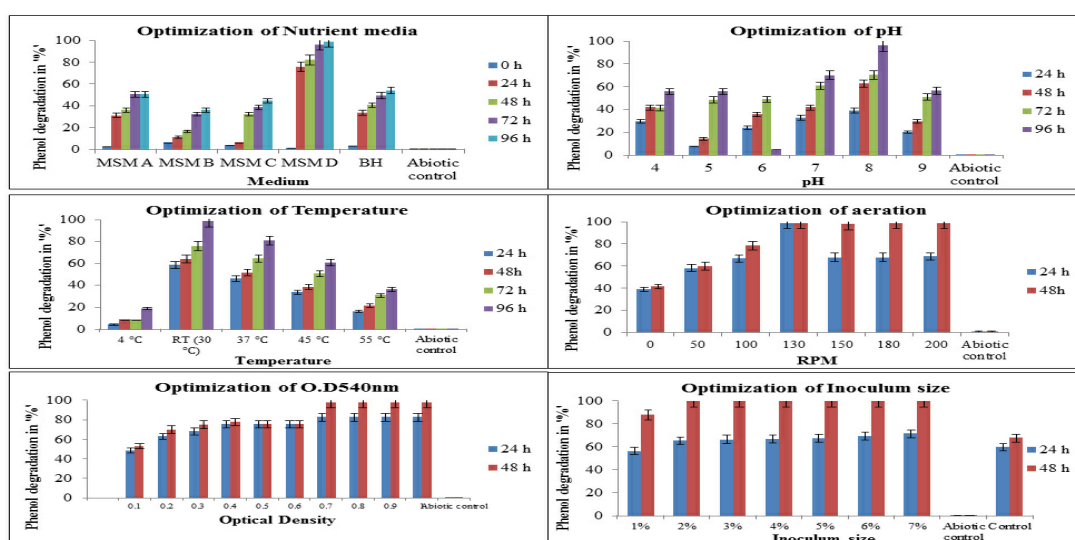 Optimization of Nutrient media
Phenol degradation in '%'
100
80
60
40
20
0
MSM A MSM B MSM C MSM D BH Abiotic control
Medium
0 h
24 h
48 h
72 h
96 h
Optimization of pH
Phenol degradation in '%'
100
80
60
40
20
0
4 5 6 7 8 9 Abiotic control
pH
24 h
48 h
72 h
96 h
Optimization of Temperature
Phenol degradation in '%'
100
80
60
40
20
0
4 °C RT (30 °C) 37 °C 45 °C 55 °C Abiotic control
Temperature
24 h
48h
72 h
96 h
Optimization of aeration
Phenol degradation in '%'
100
80
60
40
20
0
0 50 100 130 150 180 200 Abiotic control
RPM
24 h
48h
Optimization of O.D540nm
Phenol degradation in '%'
100
80
60
40
20
0
0.1 0.2 0.3 0.4 0.5 0.6 0.7 0.8 0.9 Abiotic control
Optical Density
24 h
48 h
Optimization of Inoculum size
Phenol degradation in '%'
100
80
60
40
20
0
1% 2% 3% 4% 5% 6% 7% Abiotic control Control
Inoculum size
24 h
48 h